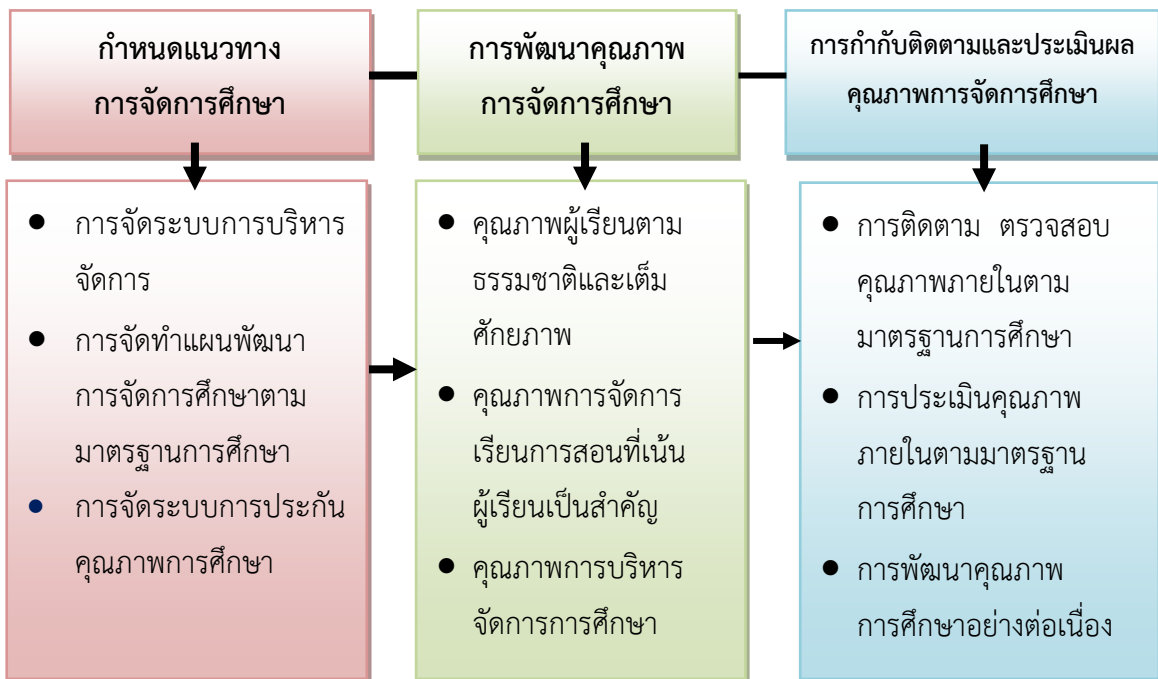 กำหนดแนวทาง
การจัดการศึกษา
การพัฒนาคุณภาพ
การจัดการศึกษา
การกำกับติดตามและประเมินผล
คุณภาพการจัดการศึกษา
● การจัดระบบการบริหาร
จัดการ
● การจัดทำแผนพัฒนา
การจัดการศึกษาตาม
มาตรฐานการศึกษา
● การจัดระบบการประกัน
คุณภาพการศึกษา
● คุณภาพผู้เรียนตาม
ธรรมชาติและเต็ม
ศักยภาพ
● คุณภาพการจัดการ
เรียนการสอนที่เน้น
ผู้เรียนเป็นสำคัญ
● คุณภาพการบริหาร
จัดการการศึกษา
● การติดตาม ตรวจสอบ
คุณภาพภายในตาม
มาตรฐานการศึกษา
● การประเมินคุณภาพ
ภายในตามมาตรฐาน
การศึกษา
● การพัฒนาคุณภาพ
การศึกษาอย่างต่อเนื่อง